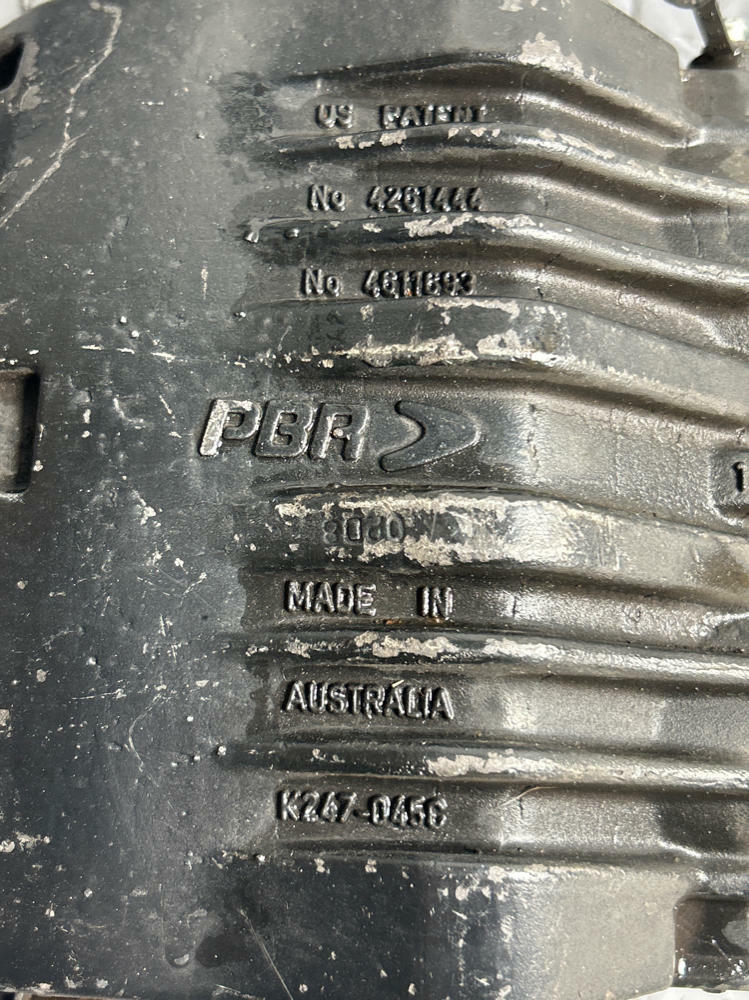 US PATENT
No 4261444
No 4611693
PBR
MADE IN
AUSTRALIA
K247-045C